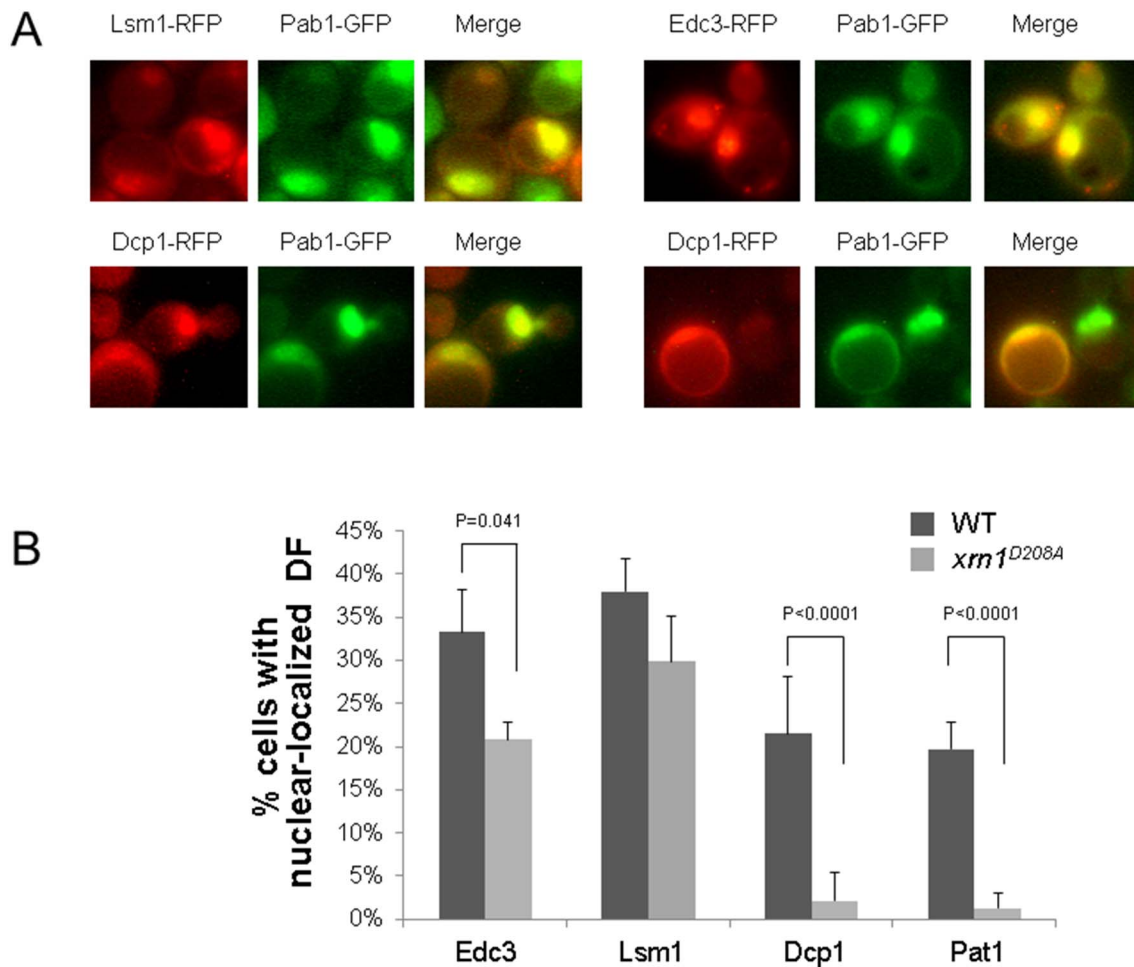 A
Lsm1-RFP Pab1-GFP Merge Edc3-RFP Pab1-GFP Merge
Dcp1-RFP Pab1-GFP Merge Dcp1-RFP Pab1-GFP Merge
B
% cells with
nuclear-localized DF
45%
40%
35%
30%
25%
20%
15%
10%
5%
0%
P=0.041
WT
xrn1D208A
P<0.0001 P<0.0001
Edc3 Lsm1 Dcp1 Pat1